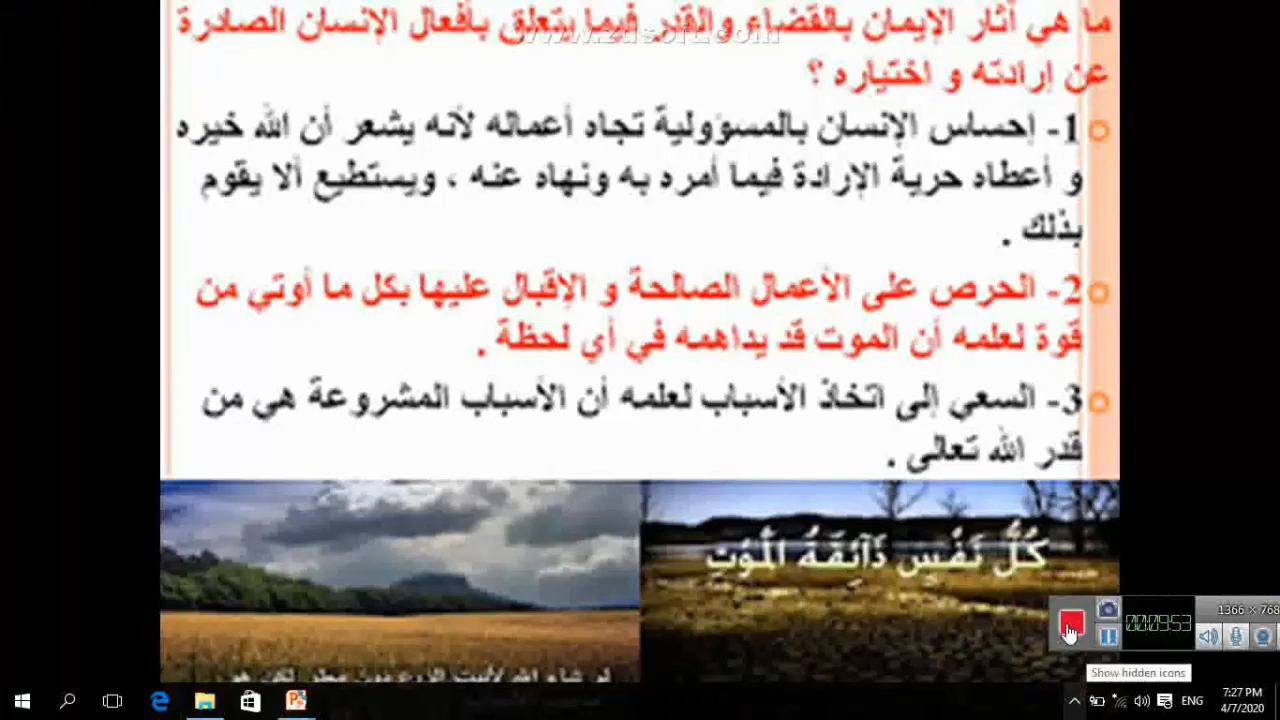 ما هي آثار الإيمان بالقضاء والقدر فيما يتعلق بأفعال الإنسان الصادرة
عن إرادته و اختياره ؟
1- إحساس الإنسان بالمسؤولية تجاه أعماله لأنه يشعر أن الله خيره
و أعطاه حرية الإرادة فيما أمره به ونهاه عنه ، ويستطيع ألا يقوم
بذلك .
2- الحرص على الأعمال الصالحة و الإقبال عليها بكل ما أوتي من
قوة لعلمه أن الموت قد يداهمه في أي لحظة .
3- السعي إلى اتخاذ الأسباب لعلمه أن الأسباب المشروعة هي من
قدر الله تعالى .
كُلُّ نَفْسٍ ذَآئِقَةُ الْمَوْتِ
1366 × 768
00:09:53
Show hidden icons
ENG
7:27 PM
4/7/2020